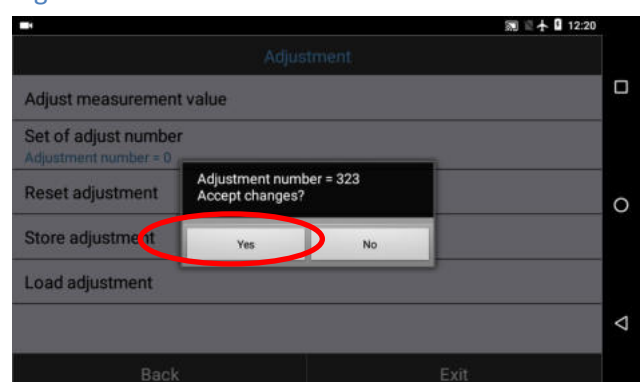 12:20
Adjustment
Adjust measurement value
Set of adjust number
Adjustment number = 0
Adjustment number = 323
Accept changes?
Reset adjustment
Yes
No
Store adjustment
Load adjustment
Back
Exit